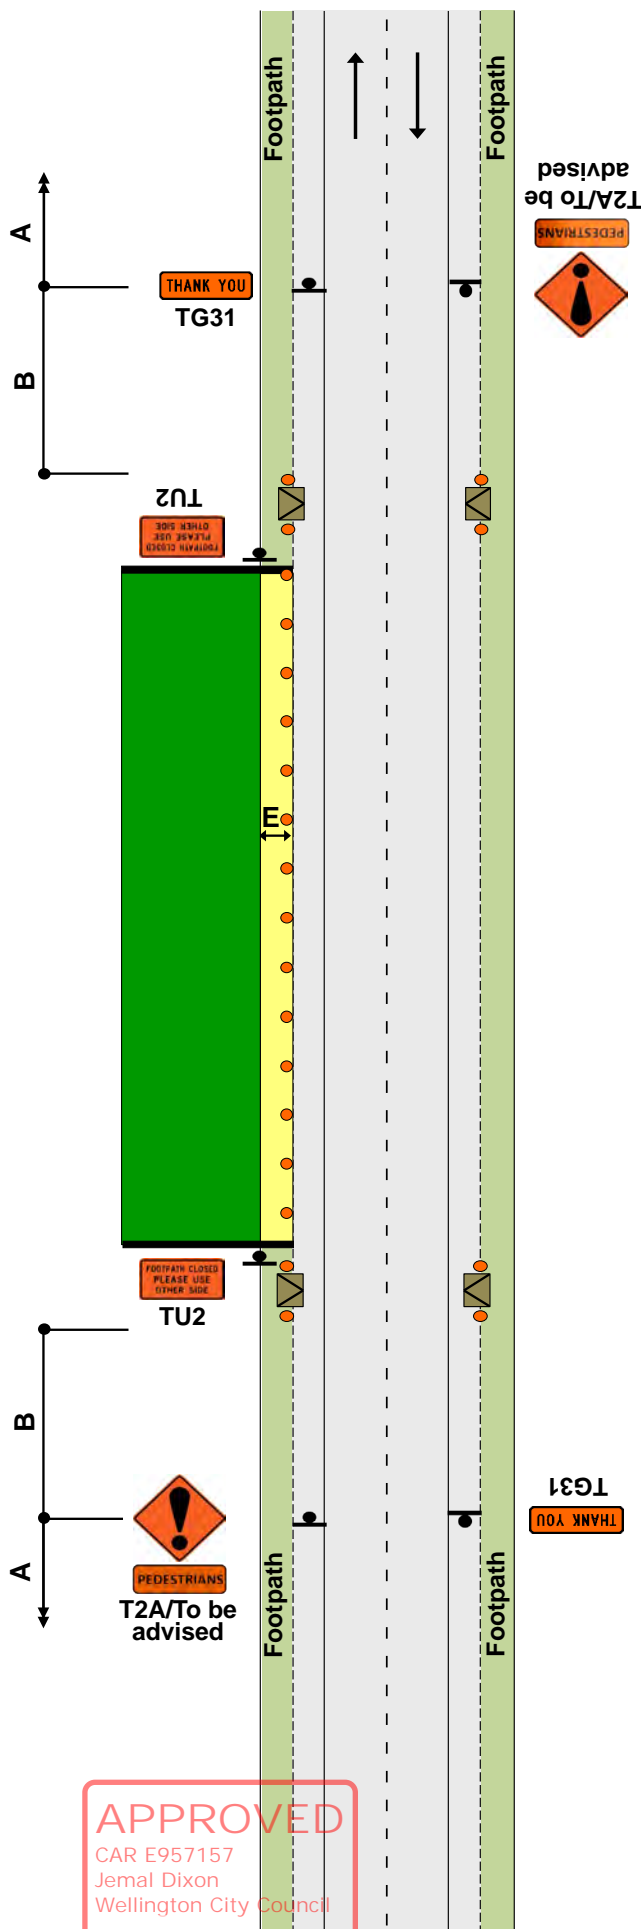 Footpath
Footpath
T2A/To be
advised
PEDESTRIANS
A
THANK YOU
TG31
B
TU2
FOOTPATH CLOSED
PLEASE USE
OTHER SIDE
E
FOOTPATH CLOSED
PLEASE USE
OTHER SIDE
TU2
B
TG31
THANK YOU
A
PEDESTRIANS
T2A/To be
advised
Footpath
Footpath
APPROVED
CAR E957157
Jemal Dixon
Wellington City Council